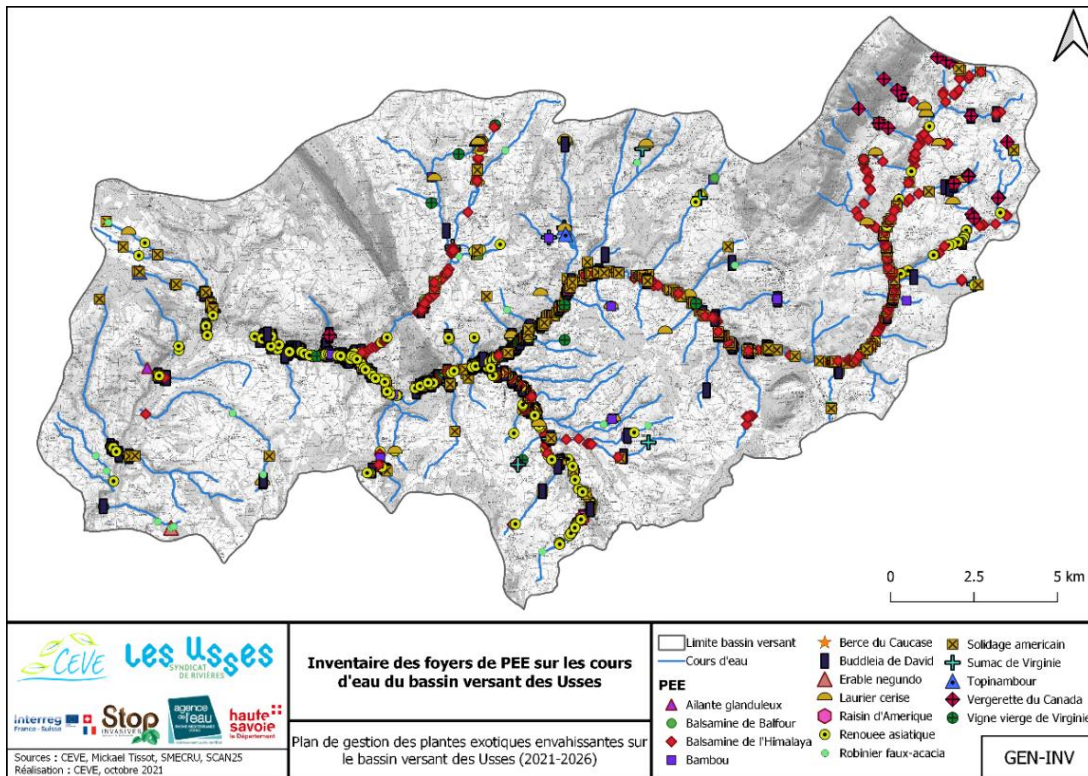 0 2.5 5 km
CEVE
Les Usses
SYNDICAT
DE RIVIÈRES
Interreg
France - Suisse
Stop
INVASIVES
agence
de l'eau
haute
savoie
le Département
Sources : CEVE, Mickael Tissot, SMECRU, SCAN25
Réalisation : CEVE, octobre 2021
Inventaire des foyers de PEE sur les cours
d'eau du bassin versant des Usses
Plan de gestion des plantes exotiques envahissantes sur
le bassin versant des Usses (2021-2026)
Limite bassin versant
Cours d'eau
PEE
Ailante glanduleux
Balsamine de Balfour
Balsamine de l'Himalaya
Bambou
Berce du Caucase
Buddleia de David
Erable negundo
Laurier cerise
Raisin d'Amerique
Renouee asiatique
Robinier faux-acacia
Solidage americain
Sumac de Virginie
Topinambour
Vergerette du Canada
Vigne vierge de Virginie
GEN-INV